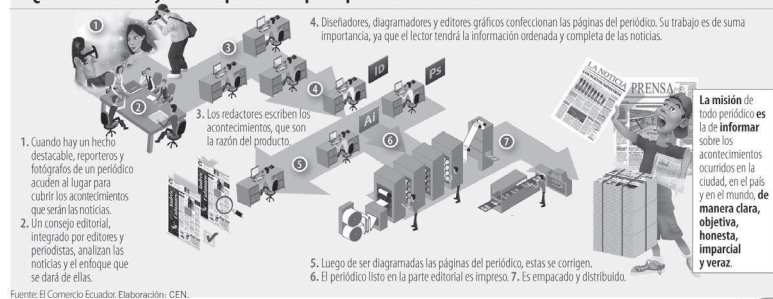 1
2
3
4
5
6
7
ID
Ps
Ai
4. Diseñadores, diagramadores y editores gráficos confeccionan las páginas del periódico. Su trabajo es de suma
importancia, ya que el lector tendrá la información ordenada y completa de las noticias.
3. Los redactores escriben los
acontecimientos, que son
la razón del producto.
1. Cuando hay un hecho
destacable, reporteros y
fotógrafos de un periódico
acuden al lugar para
cubrir los acontecimientos
que serán las noticias.
2. Un consejo editorial,
integrado por editores y
periodistas, analizan las
noticias y el enfoque que
se dará de ellas.
5. Luego de ser diagramadas las páginas del periódico, estas se corrigen.
6. El periódico listo en la parte editorial es impreso. 7. Es empacado y distribuido.
LA NOTICIA
PRENSA
La misión de
todo periódico es
la de informar
sobre los
acontecimientos
ocurridos en la
ciudad, en el país
y en el mundo, de
manera clara,
objetiva,
honesta,
imparcial
y veraz.
Fuente: El Comercio Ecuador. Elaboración: CEN.